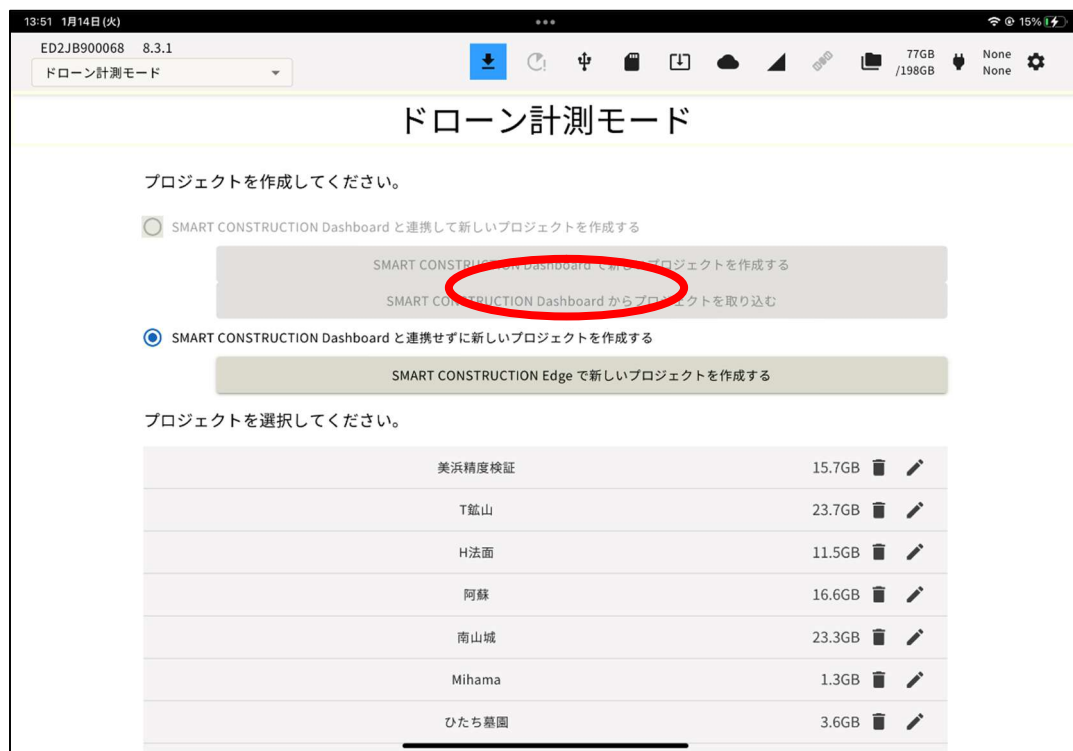 13:51 1月14日(火)
15%
ED2JB900068 8.3.1
ドローン計測モード
77GB
/198GB
None
None
ドローン計測モード
プロジェクトを作成してください。
SMART CONSTRUCTION Dashboard と連携して新しいプロジェクトを作成する
SMART CONSTRUCTION Dashboard で新しいプロジェクトを作成する
SMART CONSTRUCTION Dashboard からプロジェクトを取り込む
SMART CONSTRUCTION Dashboard と連携せずに新しいプロジェクトを作成する
SMART CONSTRUCTION Edge で新しいプロジェクトを作成する
プロジェクトを選択してください。
美浜精度検証 15.7GB
T鉱山 23.7GB
H法面 11.5GB
阿蘇 16.6GB
南山城 23.3GB
Mihama 1.3GB
ひたち墓園 3.6GB